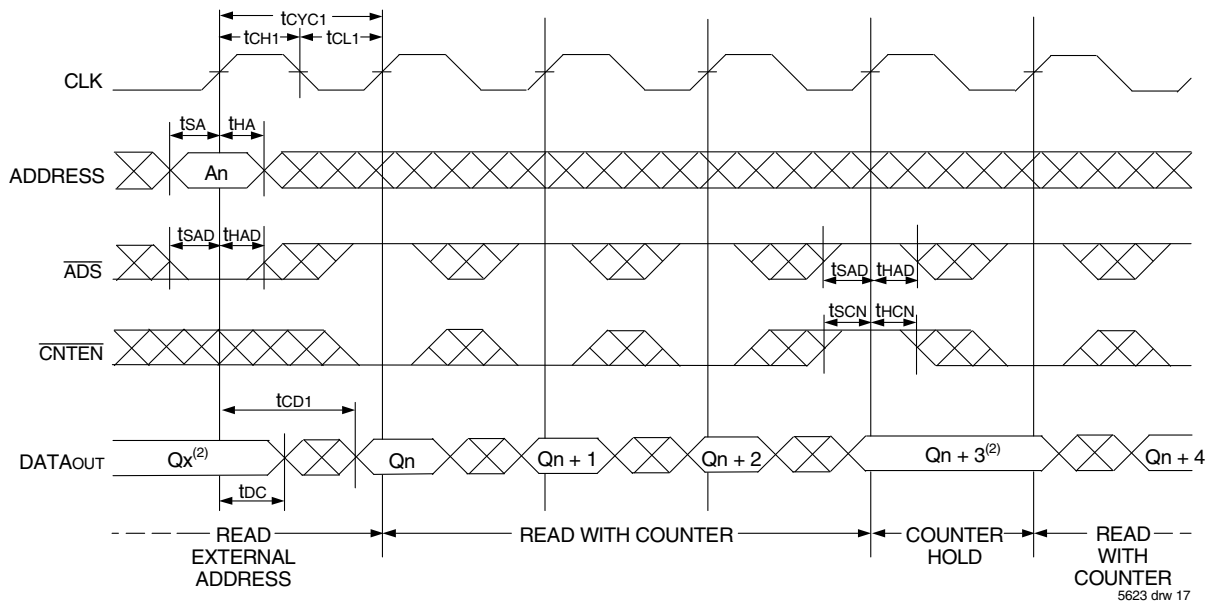 tCYC1
tCH1 tCL1
CLK
tSA tHA
ADDRESS An
tSAD tHAD
ADS
tSAD tHAD
tSCN tHCN
CNTEN
tCD1
DATAOUT Qx(2) Qn Qn + 1 Qn + 2 Qn + 3(2) Qn + 4
tDC
READ EXTERNAL ADDRESS
READ WITH COUNTER
COUNTER HOLD
READ WITH COUNTER
5623 drw 17